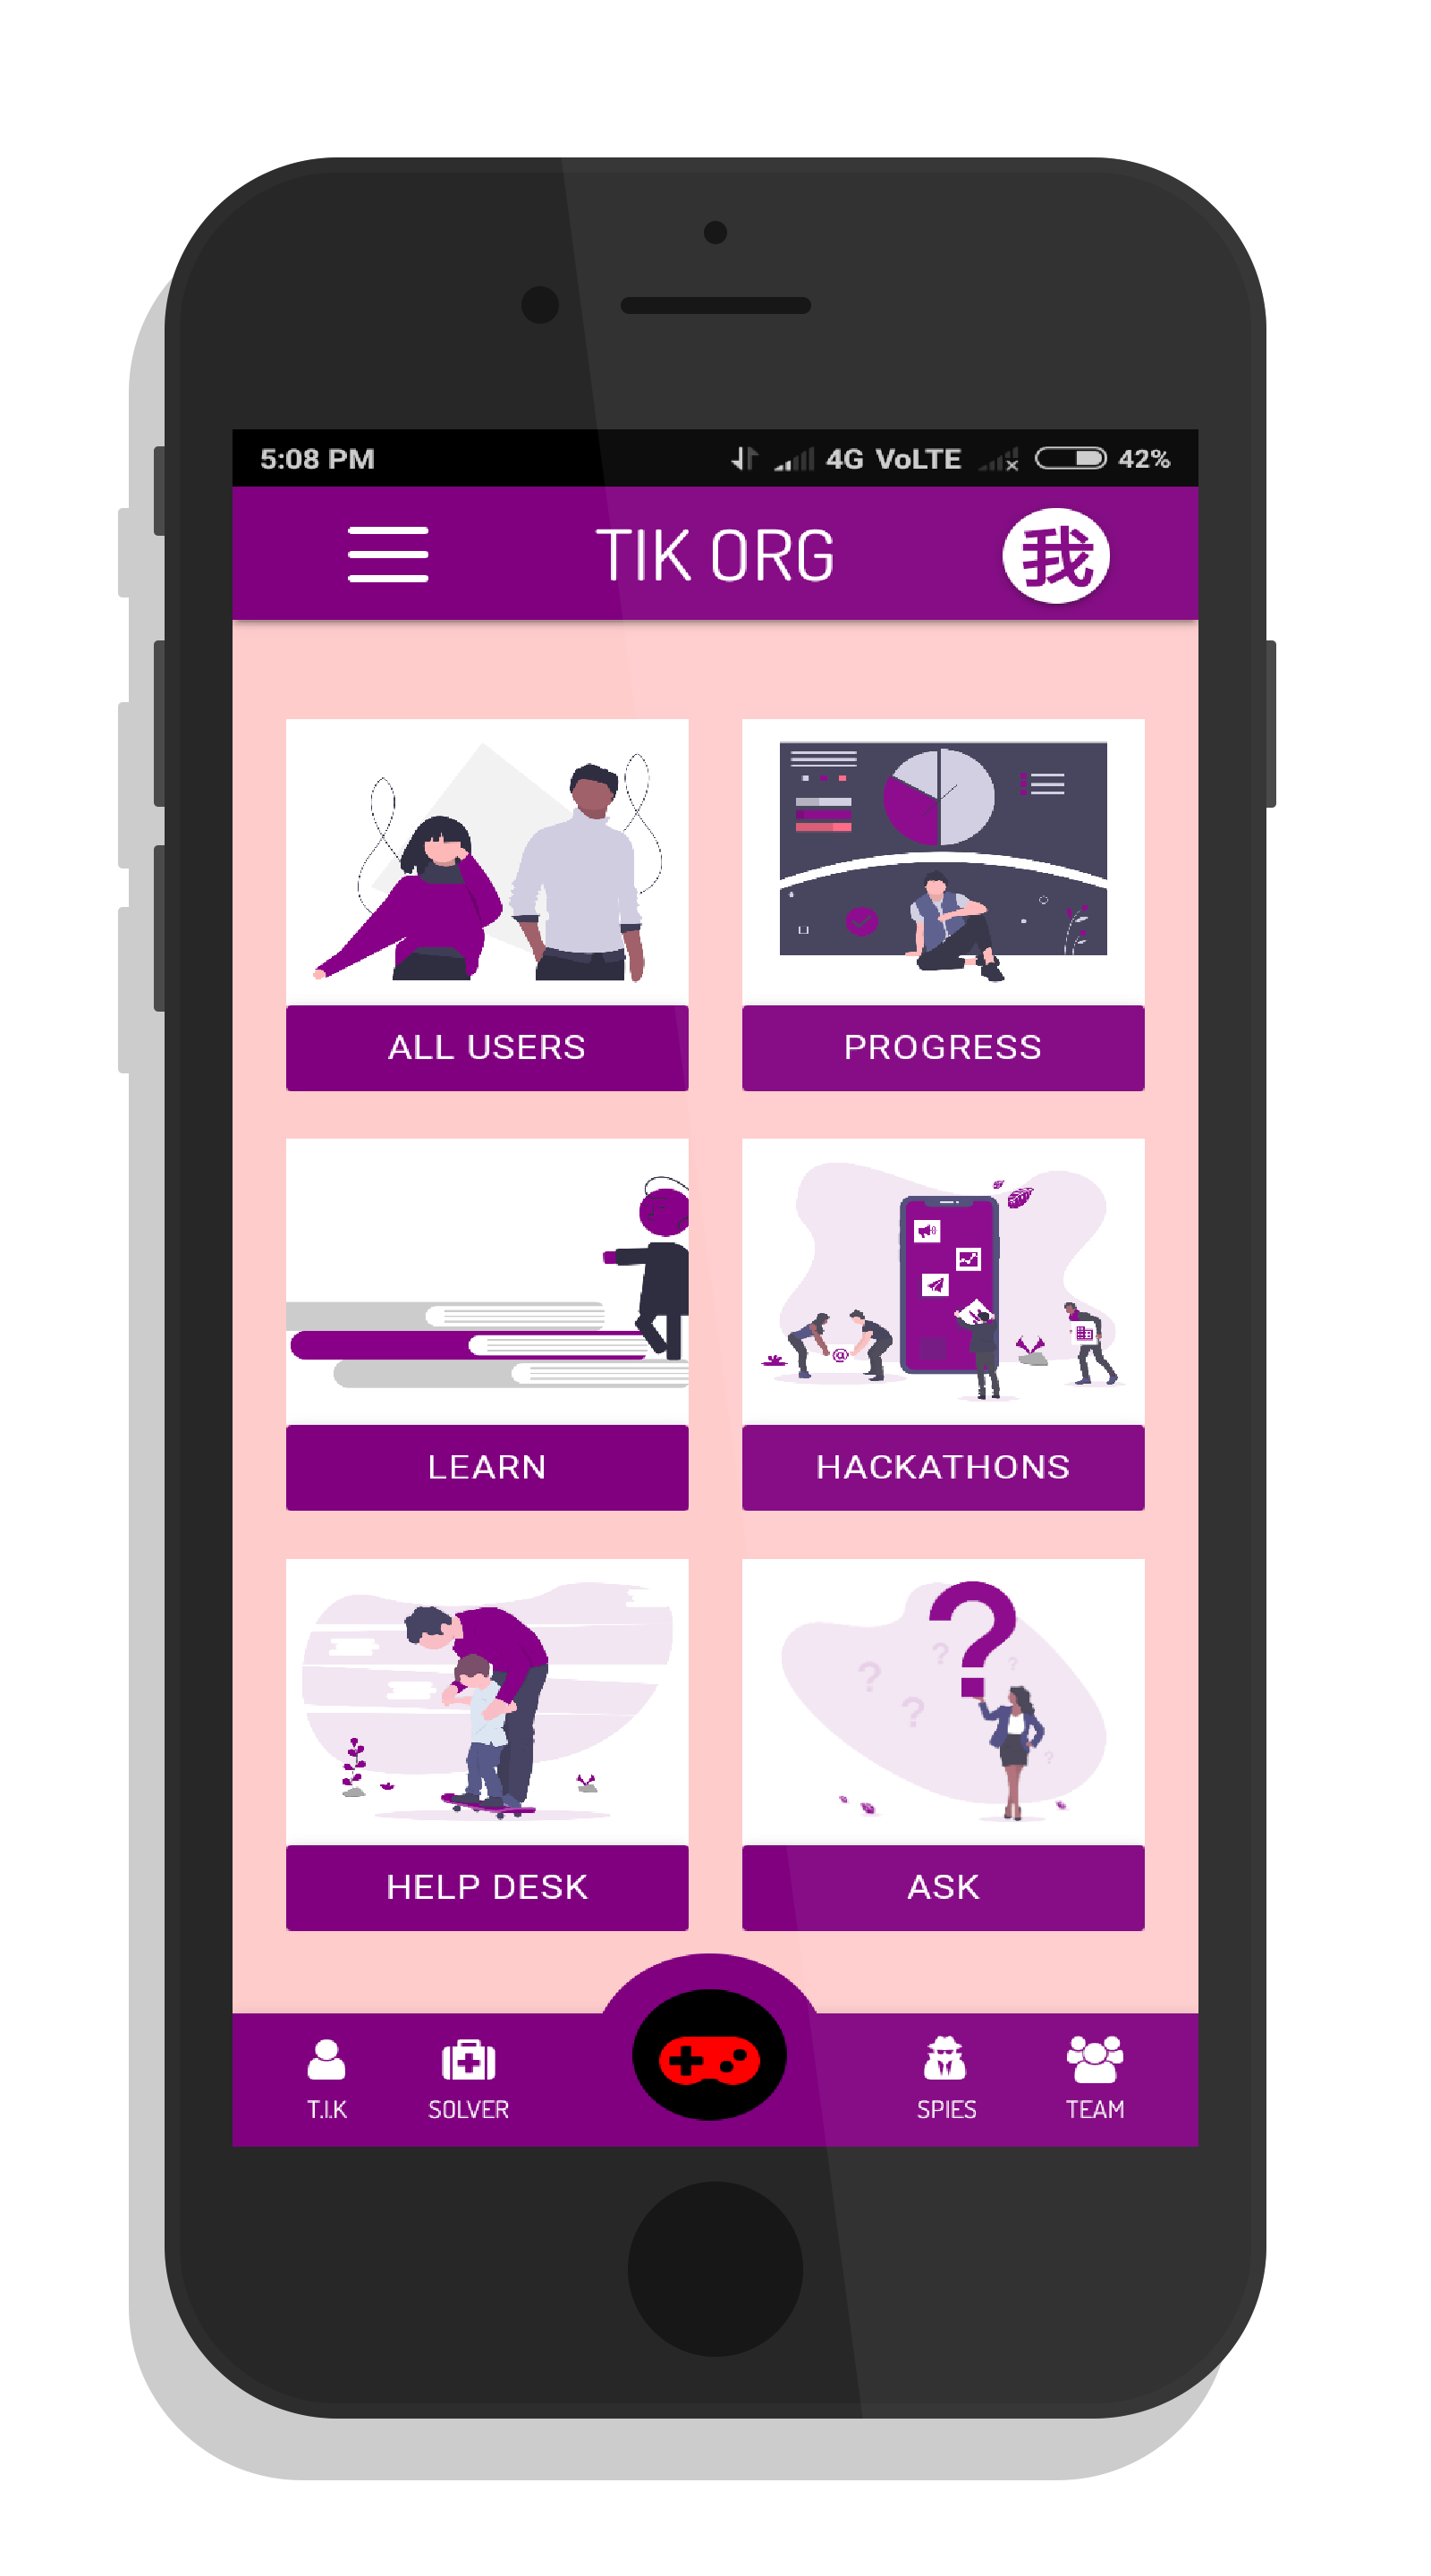 5:08 PM 4G VoLTE 42%
TIK ORG 我
ALL USERS PROGRESS
LEARN HACKATHONS
@
? ? ? ? ? ?
HELP DESK ASK
T.I.K SOLVER SPIES TEAM